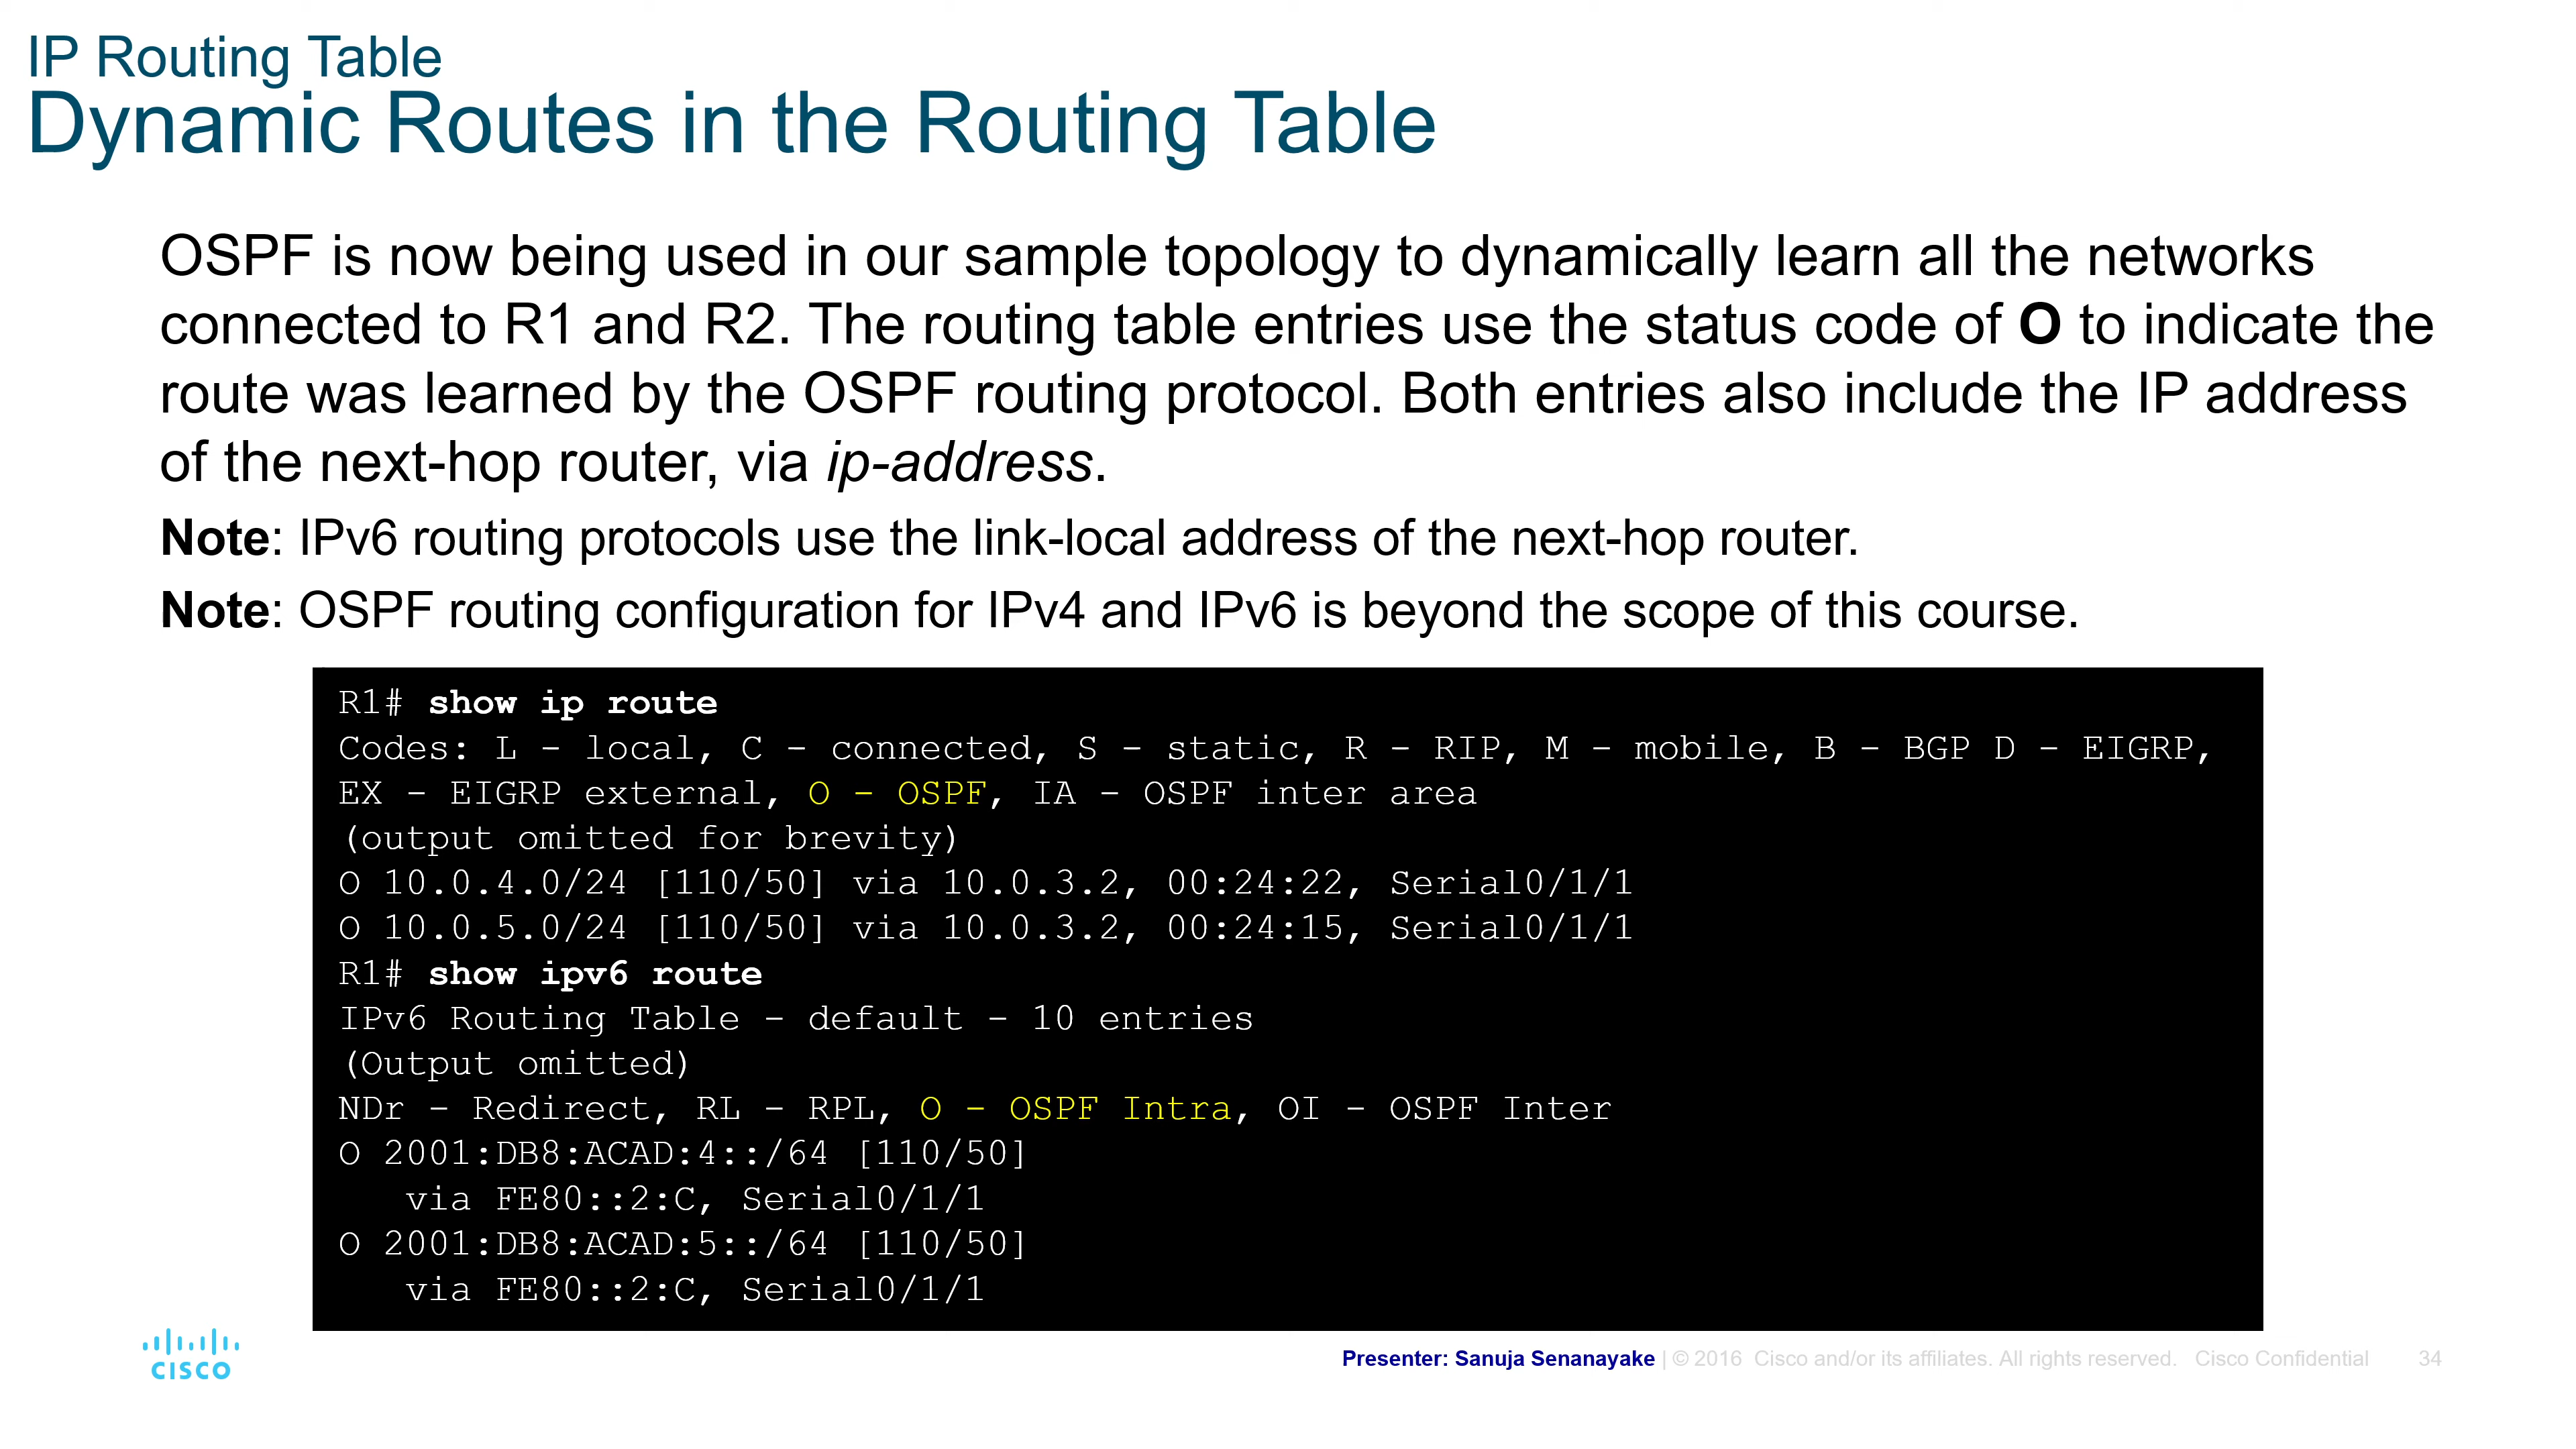 IP Routing Table
Dynamic Routes in the Routing Table
OSPF is now being used in our sample topology to dynamically learn all the networks
connected to R1 and R2. The routing table entries use the status code of O to indicate the
route was learned by the OSPF routing protocol. Both entries also include the IP address
of the next-hop router, via ip-address.
Note: IPv6 routing protocols use the link-local address of the next-hop router.
Note: OSPF routing configuration for IPv4 and IPv6 is beyond the scope of this course.
R1# show ip route
Codes: L - local, C - connected, S - static, R - RIP, M - mobile, B - BGP D - EIGRP,
EX - EIGRP external, O - OSPF, IA - OSPF inter area
(output omitted for brevity)
O 10.0.4.0/24 [110/50] via 10.0.3.2, 00:24:22, Serial0/1/1
O 10.0.5.0/24 [110/50] via 10.0.3.2, 00:24:15, Serial0/1/1
R1# show ipv6 route
IPv6 Routing Table - default - 10 entries
(Output omitted)
NDr - Redirect, RL - RPL, O - OSPF Intra, OI - OSPF Inter
O 2001:DB8:ACAD:4::/64 [110/50]
via FE80::2:C, Serial0/1/1
O 2001:DB8:ACAD:5::/64 [110/50]
via FE80::2:C, Serial0/1/1
CISCO
Presenter: Sanuja Senanayake | © 2016 Cisco and/or its affiliates. All rights reserved. Cisco Confidential 34